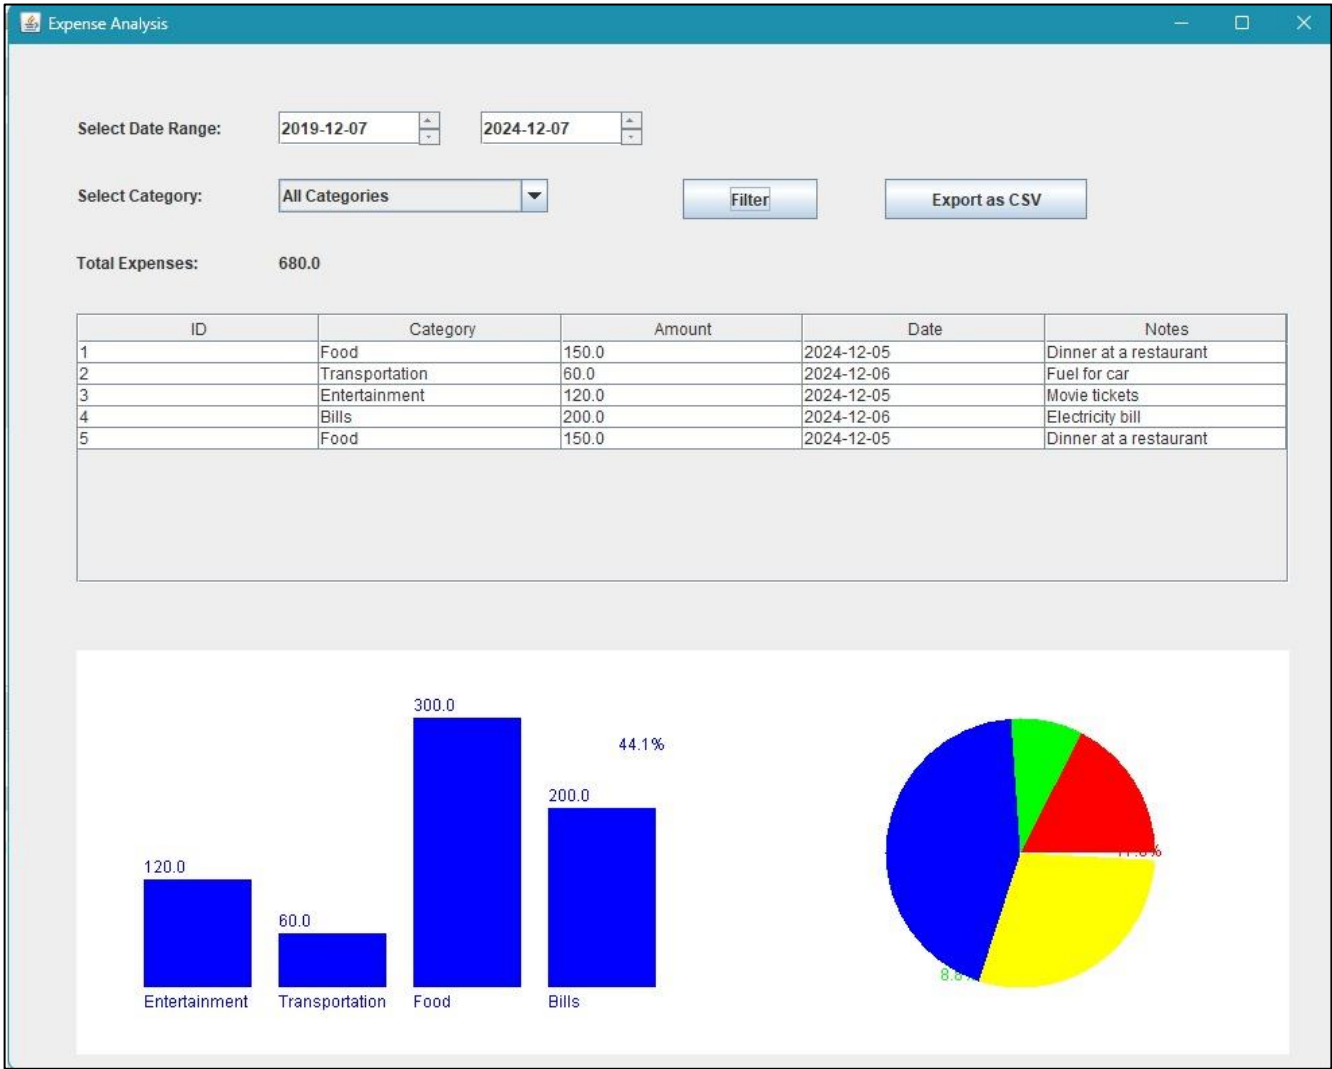 Expense Analysis
Select Date Range: 2019-12-07 2024-12-07
Select Category: All Categories Filter Export as CSV
Total Expenses: 680.0
ID Category Amount Date Notes
1 Food 150.0 2024-12-05 Dinner at a restaurant
2 Transportation 60.0 2024-12-06 Fuel for car
3 Entertainment 120.0 2024-12-05 Movie tickets
4 Bills 200.0 2024-12-06 Electricity bill
5 Food 150.0 2024-12-05 Dinner at a restaurant
300.0
44.1%
200.0
120.0
60.0
Entertainment Transportation Food Bills